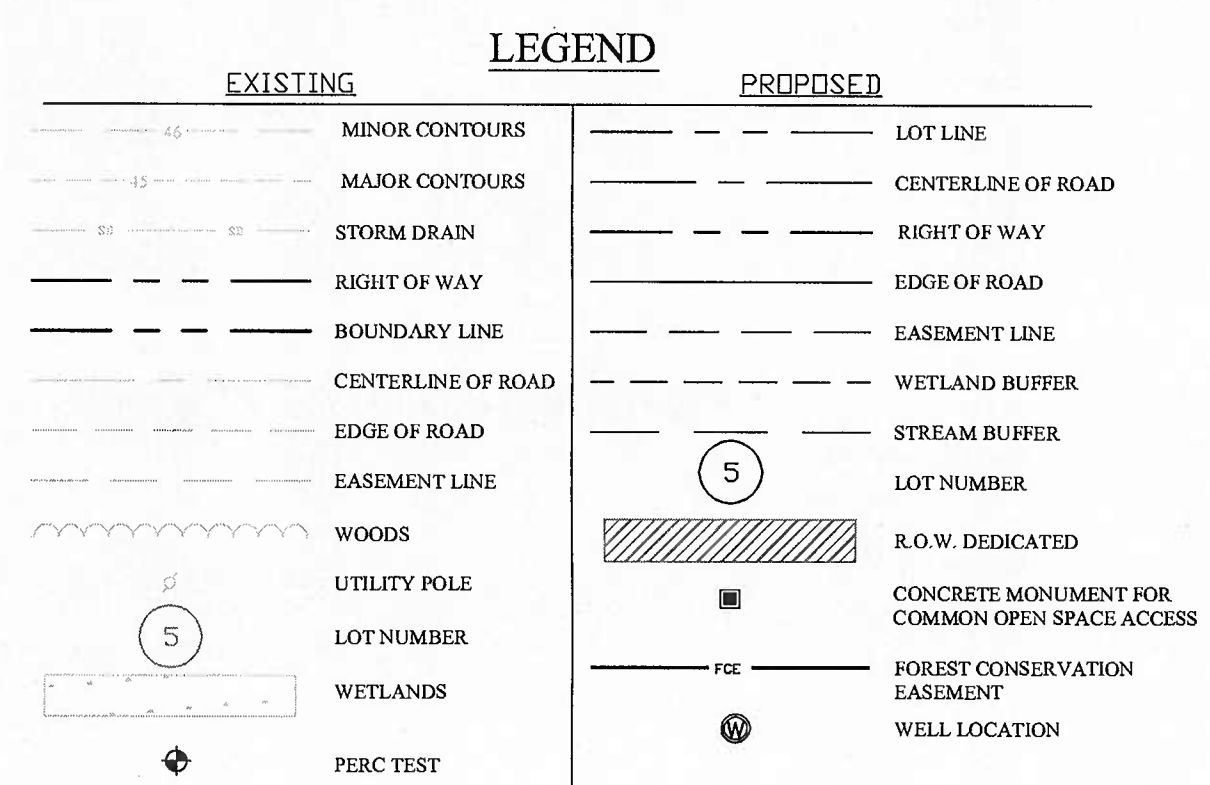 LEGEND
EXISTING
46 MINOR CONTOURS
45 MAJOR CONTOURS
SD SD STORM DRAIN
RIGHT OF WAY
BOUNDARY LINE
CENTERLINE OF ROAD
EDGE OF ROAD
EASEMENT LINE
WOODS
UTILITY POLE
5 LOT NUMBER
WETLANDS
PERC TEST
PROPOSED
LOT LINE
CENTERLINE OF ROAD
RIGHT OF WAY
EDGE OF ROAD
EASEMENT LINE
WETLAND BUFFER
STREAM BUFFER
5 LOT NUMBER
R.O.W. DEDICATED
CONCRETE MONUMENT FOR
COMMON OPEN SPACE ACCESS
FCE FOREST CONSERVATION
EASEMENT
W WELL LOCATION